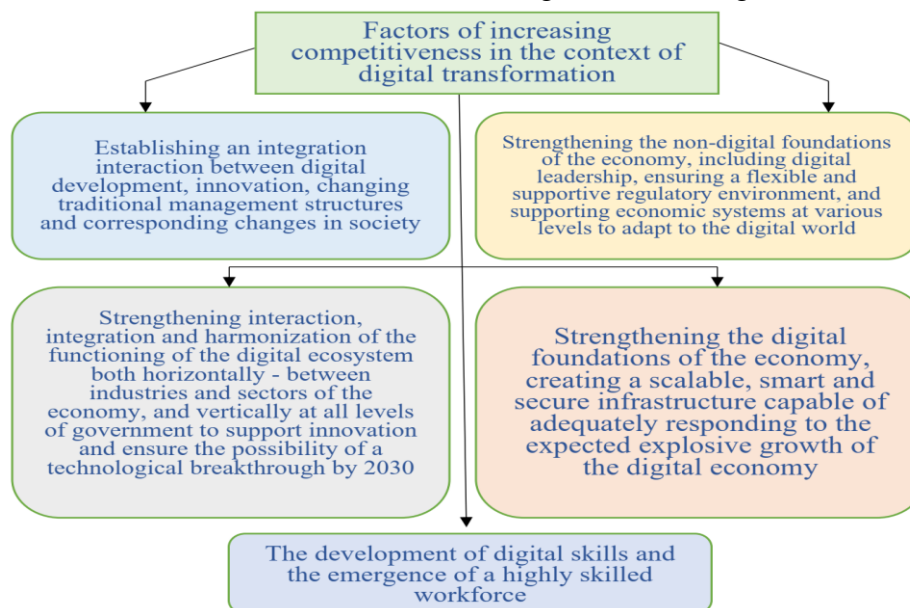 Factors of increasing
competitiveness in the context of
digital transformation
Establishing an integration
interaction between digital
development, innovation, changing
traditional management structures
and corresponding changes in society
Strengthening the non-digital foundations
of the economy, including digital
leadership, ensuring a flexible and
supportive regulatory environment, and
supporting economic systems at various
levels to adapt to the digital world
Strengthening interaction,
integration and harmonization of the
functioning of the digital ecosystem
both horizontally - between
industries and sectors of the
economy, and vertically at all levels
of government to support innovation
and ensure the possibility of a
technological breakthrough by 2030
Strengthening the digital
foundations of the economy,
creating a scalable, smart and
secure infrastructure capable of
adequately responding to the
expected explosive growth of
the digital economy
The development of digital skills and
the emergence of a highly skilled
workforce